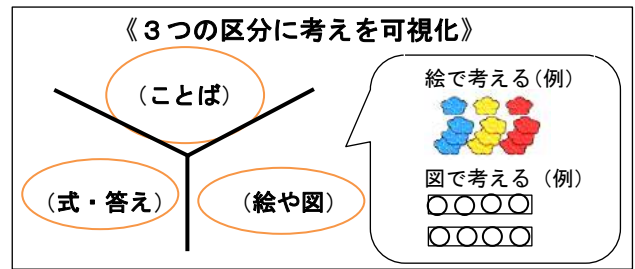 《３つの区分に考えを可視化》
（ことば）
（式・答え）
（絵や図）
絵で考える（例）
図で考える（例）